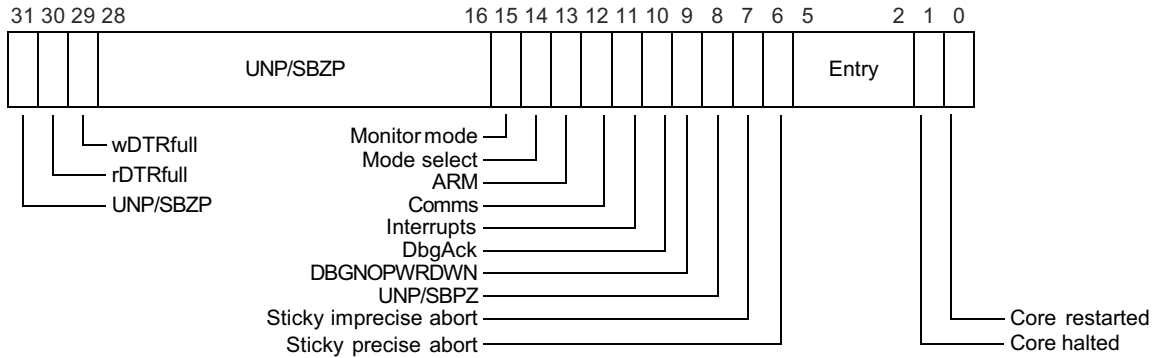 31 30 29 28 16 15 14 13 12 11 10 9 8 7 6 5 2 1 0
UNP/SBZP Entry
wDTRfull
rDTRfull
UNP/SBZP
Monitor mode
Mode select
ARM
Comms
Interrupts
DbgAck
DBGNOPWRDWN
UNP/SBPZ
Sticky imprecise abort
Sticky precise abort
Core restarted
Core halted